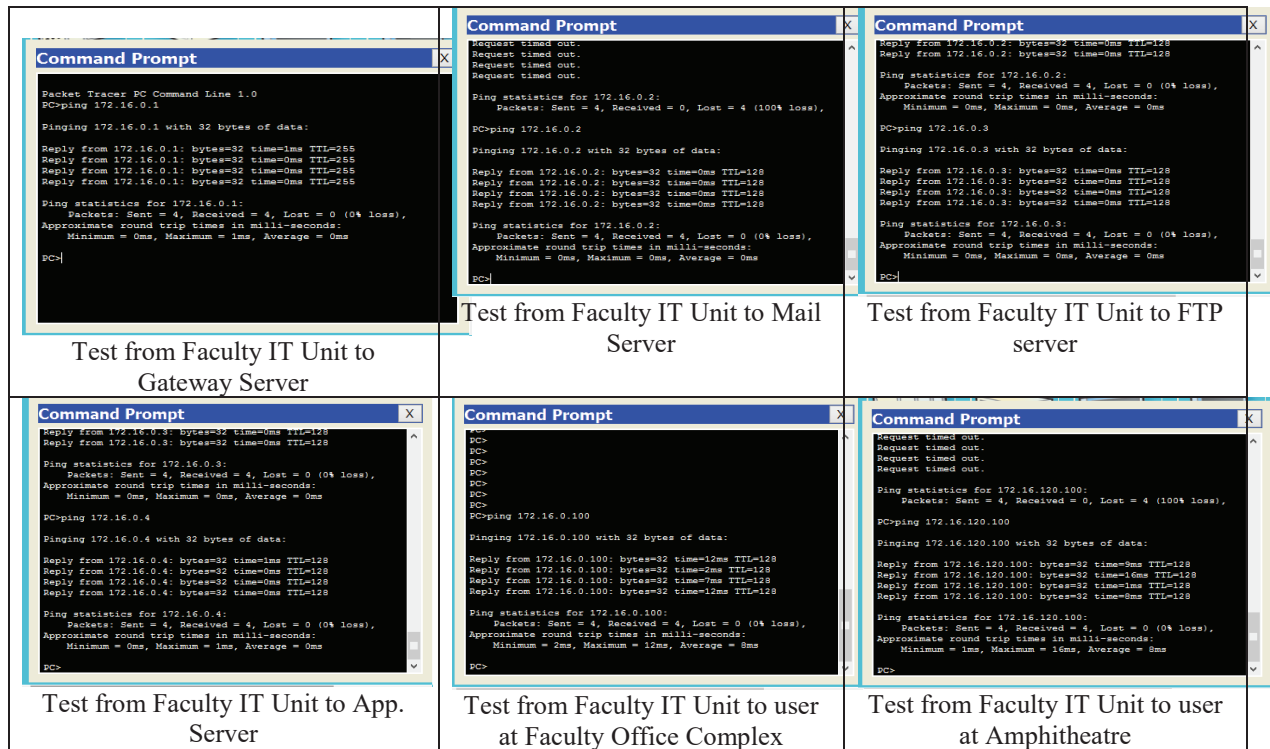 Command Prompt
X
Packet Tracer PC Command Line 1.0
PC>ping 172.16.0.1
Pinging 172.16.0.1 with 32 bytes of data:
Reply from 172.16.0.1: bytes=32 time=1ms TTL=255
Reply from 172.16.0.1: bytes=32 time=0ms TTL=255
Reply from 172.16.0.1: bytes=32 time=0ms TTL=255
Reply from 172.16.0.1: bytes=32 time=0ms TTL=255
Ping statistics for 172.16.0.1:
Packets: Sent = 4, Received = 4, Lost = 0 (0% loss),
Approximate round trip times in milli-seconds:
Minimum = 0ms, Maximum = 1ms, Average = 0ms
PC>
Test from Faculty IT Unit to
Gateway Server
Command Prompt
X
Request timed out.
Request timed out.
Request timed out.
Request timed out.
Ping statistics for 172.16.0.2:
Packets: Sent = 4, Received = 0, Lost = 4 (100% loss),
PC>ping 172.16.0.2
Pinging 172.16.0.2 with 32 bytes of data:
Reply from 172.16.0.2: bytes=32 time=0ms TTL=128
Reply from 172.16.0.2: bytes=32 time=0ms TTL=128
Reply from 172.16.0.2: bytes=32 time=0ms TTL=128
Reply from 172.16.0.2: bytes=32 time=0ms TTL=128
Ping statistics for 172.16.0.2:
Packets: Sent = 4, Received = 4, Lost = 0 (0% loss),
Approximate round trip times in milli-seconds:
Minimum = 0ms, Maximum = 0ms, Average = 0ms
PC>
Test from Faculty IT Unit to Mail
Server
Command Prompt
X
Reply from 172.16.0.2: bytes=32 time=0ms TTL=128
Reply from 172.16.0.2: bytes=32 time=0ms TTL=128
Ping statistics for 172.16.0.2:
Packets: Sent = 4, Received = 4, Lost = 0 (0% loss),
Approximate round trip times in milli-seconds:
Minimum = 0ms, Maximum = 0ms, Average = 0ms
PC>ping 172.16.0.3
Pinging 172.16.0.3 with 32 bytes of data:
Reply from 172.16.0.3: bytes=32 time=0ms TTL=128
Reply from 172.16.0.3: bytes=32 time=0ms TTL=128
Reply from 172.16.0.3: bytes=32 time=0ms TTL=128
Reply from 172.16.0.3: bytes=32 time=0ms TTL=128
Ping statistics for 172.16.0.3:
Packets: Sent = 4, Received = 4, Lost = 0 (0% loss),
Approximate round trip times in milli-seconds:
Minimum = 0ms, Maximum = 0ms, Average = 0ms
PC>
Test from Faculty IT Unit to FTP
server
Command Prompt
X
Reply from 172.16.0.3: bytes=32 time=0ms TTL=128
Reply from 172.16.0.3: bytes=32 time=0ms TTL=128
Ping statistics for 172.16.0.3:
Packets: Sent = 4, Received = 4, Lost = 0 (0% loss),
Approximate round trip times in milli-seconds:
Minimum = 0ms, Maximum = 0ms, Average = 0ms
PC>ping 172.16.0.4
Pinging 172.16.0.4 with 32 bytes of data:
Reply from 172.16.0.4: bytes=32 time=1ms TTL=128
Reply from 172.16.0.4: bytes=32 time=0ms TTL=128
Reply from 172.16.0.4: bytes=32 time=0ms TTL=128
Reply from 172.16.0.4: bytes=32 time=0ms TTL=128
Ping statistics for 172.16.0.4:
Packets: Sent = 4, Received = 4, Lost = 0 (0% loss),
Approximate round trip times in milli-seconds:
Minimum = 0ms, Maximum = 1ms, Average = 0ms
PC>
Test from Faculty IT Unit to App.
Server
Command Prompt
X
PC>
PC>
PC>
PC>
PC>
PC>
PC>
PC>ping 172.16.0.100
Pinging 172.16.0.100 with 32 bytes of data:
Reply from 172.16.0.100: bytes=32 time=12ms TTL=128
Reply from 172.16.0.100: bytes=32 time=2ms TTL=128
Reply from 172.16.0.100: bytes=32 time=7ms TTL=128
Reply from 172.16.0.100: bytes=32 time=12ms TTL=128
Ping statistics for 172.16.0.100:
Packets: Sent = 4, Received = 4, Lost = 0 (0% loss),
Approximate round trip times in milli-seconds:
Minimum = 2ms, Maximum = 12ms, Average = 8ms
PC>
Test from Faculty IT Unit to user
at Faculty Office Complex
Command Prompt
X
Request timed out.
Request timed out.
Request timed out.
Request timed out.
Ping statistics for 172.16.120.100:
Packets: Sent = 4, Received = 0, Lost = 4 (100% loss),
PC>ping 172.16.120.100
Pinging 172.16.120.100 with 32 bytes of data:
Reply from 172.16.120.100: bytes=32 time=9ms TTL=128
Reply from 172.16.120.100: bytes=32 time=16ms TTL=128
Reply from 172.16.120.100: bytes=32 time=1ms TTL=128
Reply from 172.16.120.100: bytes=32 time=8ms TTL=128
Ping statistics for 172.16.120.100:
Packets: Sent = 4, Received = 4, Lost = 0 (0% loss),
Approximate round trip times in milli-seconds:
Minimum = 1ms, Maximum = 16ms, Average = 8ms
PC>
Test from Faculty IT Unit to user
at Amphitheatre